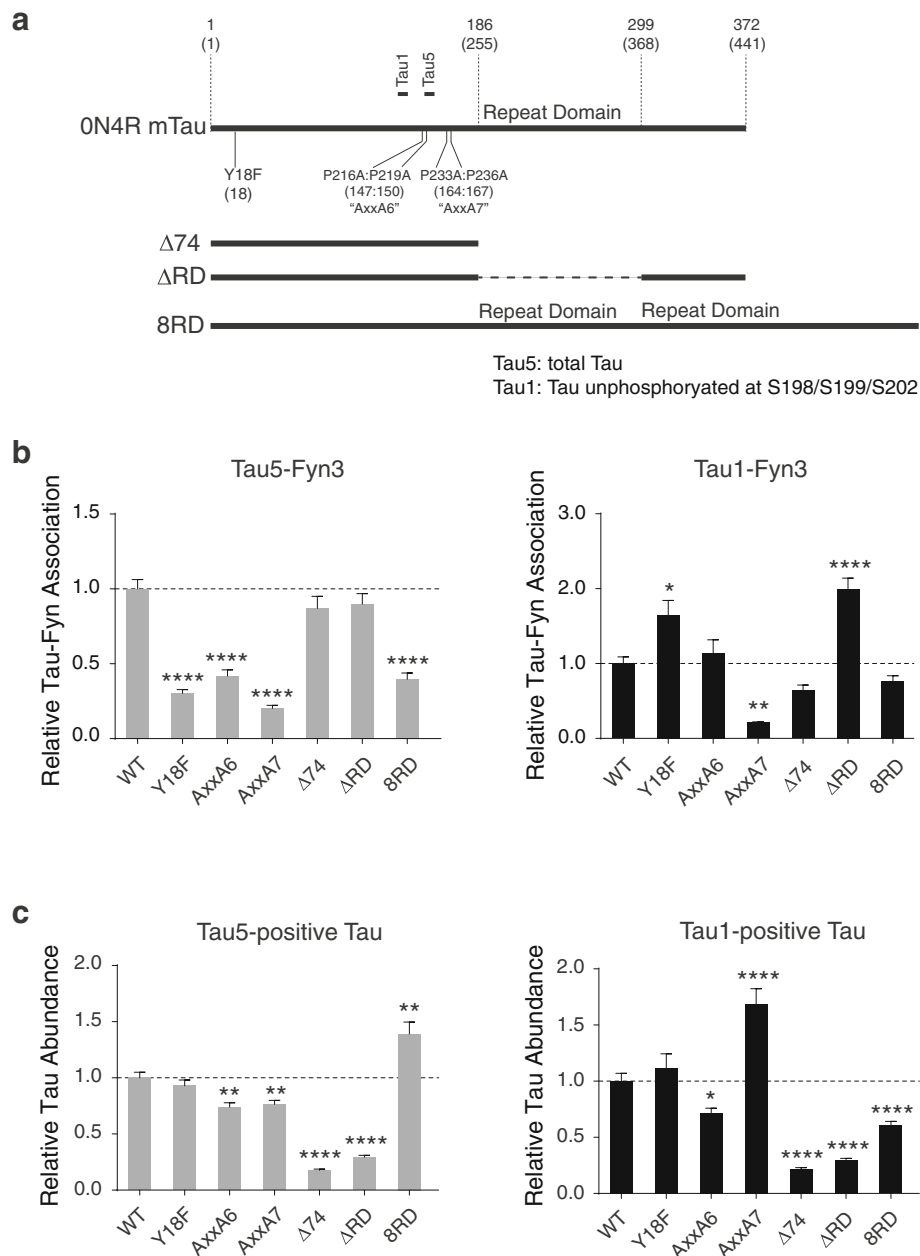 a
1 186 299 372
(1) (255) (368) (441)
Tau1 Tau5
Repeat Domain
0N4R mTau
Y18F P216A:P219A P233A:P236A
(18) (147:150) (164:167)
“AxxA6” “AxxA7”
Δ74
ΔRD
Repeat Domain Repeat Domain
8RD
Tau5: total Tau
Tau1: Tau unphosphoryated at S198/S199/S202
b
Tau5-Fyn3
Relative Tau-Fyn Association
1.5
1.0
0.5
0.0
**** **** **** ****
WT Y18F AxxA6 AxxA7 Δ74 ΔRD 8RD
Tau1-Fyn3
Relative Tau-Fyn Association
3.0
2.0
1.0
0.0
* ** ****
WT Y18F AxxA6 AxxA7 Δ74 ΔRD 8RD
c
Tau5-positive Tau
Relative Tau Abundance
2.0
1.5
1.0
0.5
0.0
** ** **** **** **
WT Y18F AxxA6 AxxA7 Δ74 ΔRD 8RD
Tau1-positive Tau
Relative Tau Abundance
2.0
1.5
1.0
0.5
0.0
* **** **** **** ****
WT Y18F AxxA6 AxxA7 Δ74 ΔRD 8RD